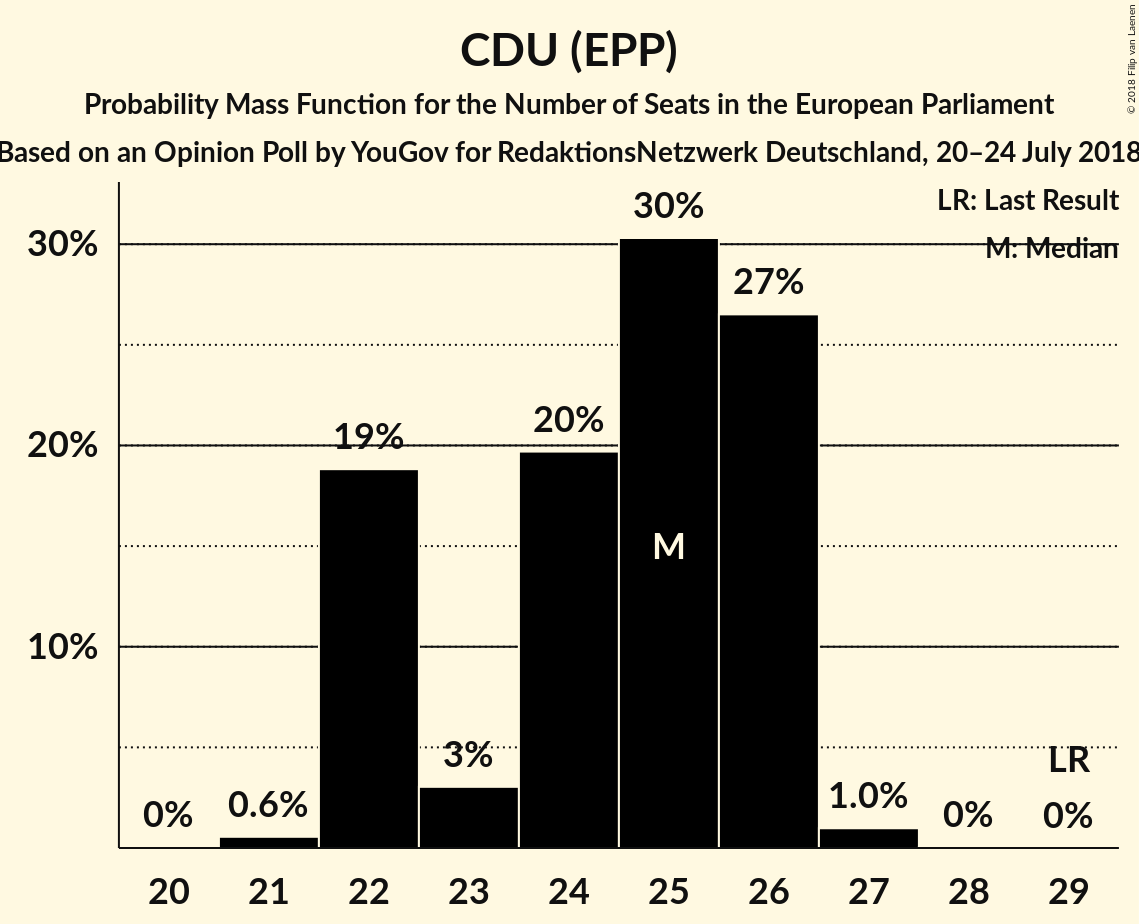 CDU (EPP)
Probability Mass Function for the Number of Seats in the European Parliament
Based on an Opinion Poll by YouGov for RedaktionsNetzwerk Deutschland, 20–24 July 2018
© 2018 Filip van Laenen
LR: Last Result
M: Median
30%
20%
10%
0%
0.6%
19%
3%
20%
30%
27%
1.0%
0%
0%
M
LR
20 21 22 23 24 25 26 27 28 29